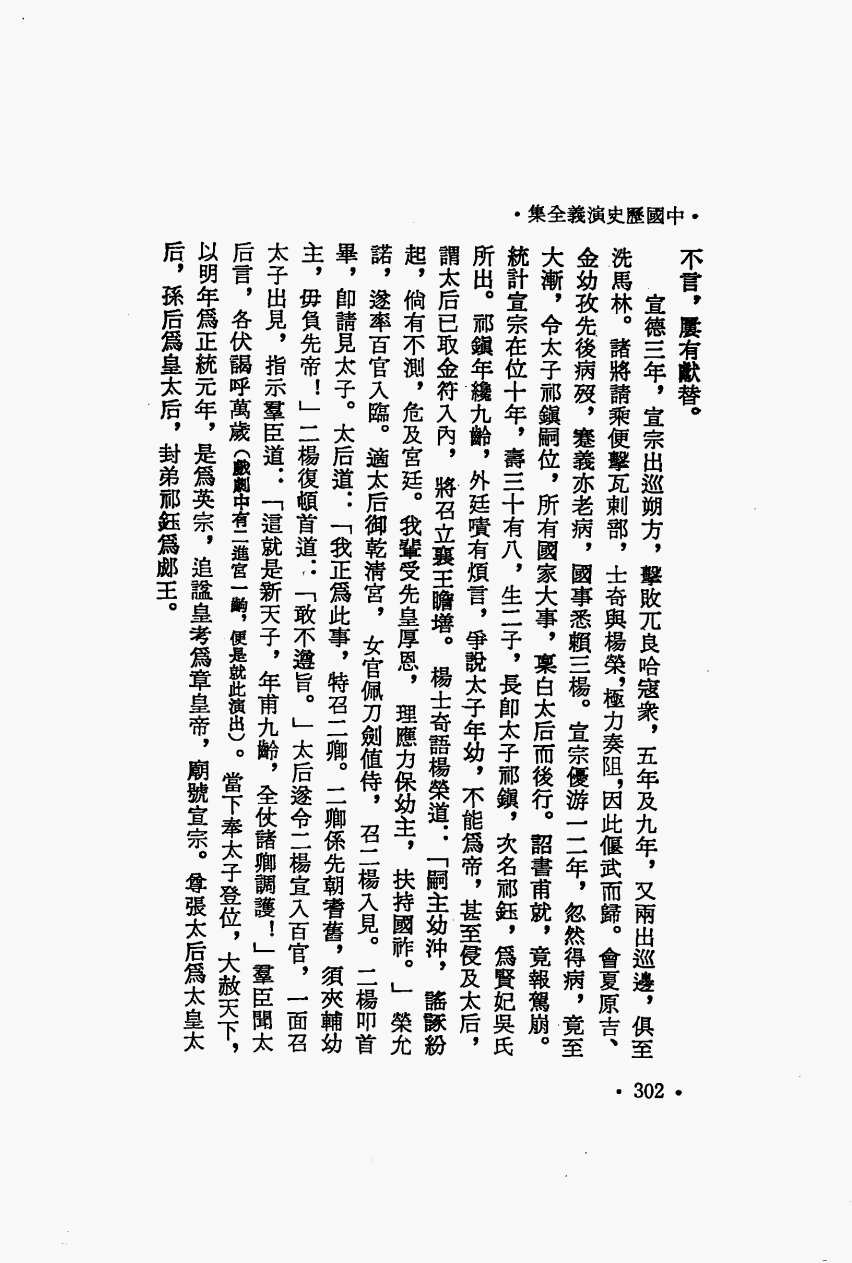 •中國歷史演義全集•
不言，屢有獻替。
宣德三年，宣宗出巡朔方，擊敗兀良哈寇衆，五年及九年，又兩出巡邊，俱至
洗馬林。諸將請乘便擊瓦剌部，士奇與楊榮，極力奏阻，因此偃武而歸。會夏原吉、
金幼孜先後病歿，蹇義亦老病，國事悉賴三楊。宣宗優游一二年，忽然得病，竟至
大漸，令太子祁鎭嗣位，所有國家大事，稟白太后而後行。詔書甫就，竟報駕崩。
統計宣宗在位十年，壽三十有八，生二子，長卽太子祁鎭，次名祁鈺，爲賢妃吳氏
所出。祁鎭年纔九齡，外廷嘖有煩言，爭說太子年幼，不能爲帝，甚至侵及太后，
謂太后已取金符入內，將召立襄王瞻墡。楊士奇語楊榮道：「嗣主幼沖，謠諑紛
起，倘有不測，危及宮廷。我輩受先皇厚恩，理應力保幼主，扶持國祚。」榮允
諾，遂率百官入臨。適太后御乾清宮，女官佩刀劍值侍，召二楊入見。二楊叩首
畢，卽請見太子。太后道：「我正爲此事，特召二卿。二卿係先朝耆舊，須夾輔幼
主，毋負先帝！」二楊復頓首道：「敢不遵旨。」太后遂令二楊宣入百官，一面召
太子出見，指示羣臣道：「這就是新天子，年甫九齡，全仗諸卿調護！」羣臣聞太
后言，各伏謁呼萬歲（戲劇中有二進宮一齣，便是就此演出）。當下奉太子登位，大赦天下，
以明年爲正統元年，是爲英宗，追諡皇考爲章皇帝，廟號宣宗。尊張太后爲太皇太
后，孫后爲皇太后，封弟祁鈺爲郕王。
•302•